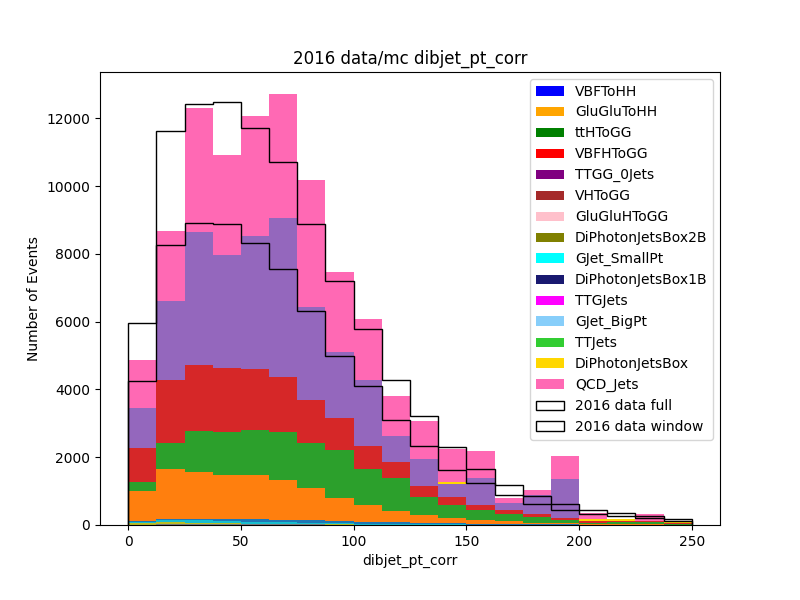 2016 data/mc dibjet_pt_corr
Number of Events
12000
10000
8000
6000
4000
2000
0
0
50
100
150
200
250
dibjet_pt_corr
VBFToHH
GluGluToHH
ttHToGG
VBFHToGG
TTGG_0Jets
VHToGG
GluGluHToGG
DiPhotonJetsBox2B
GJet_SmallPt
DiPhotonJetsBox1B
TTGJets
GJet_BigPt
TTJets
DiPhotonJetsBox
QCD_Jets
2016 data full
2016 data window